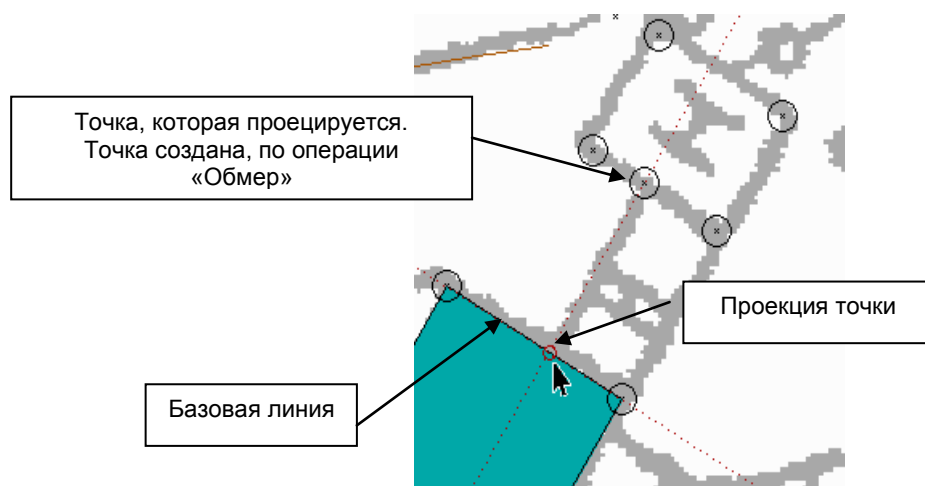 Точка, которая проецируется.
Точка создана, по операции
«Обмер»
Проекция точки
Базовая линия